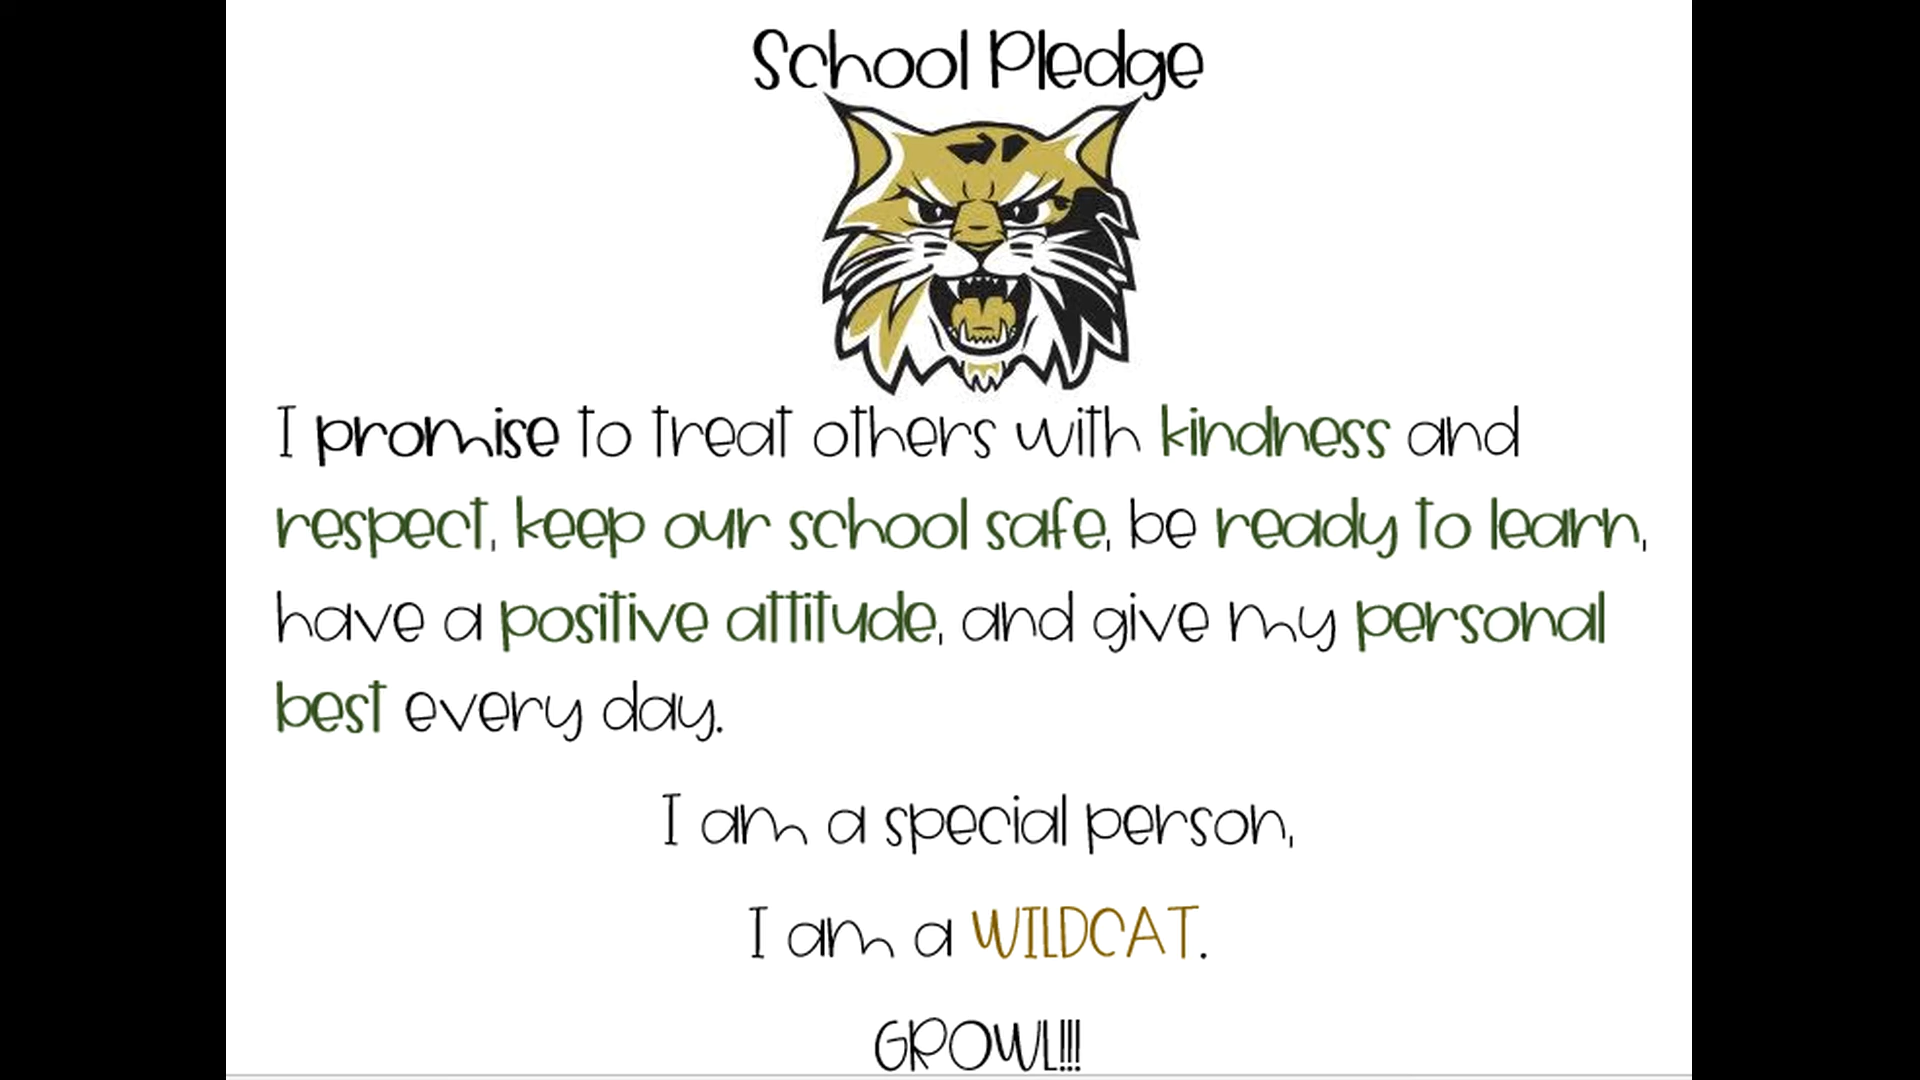 School Pledge
I promise to treat others with kindness and
respect, keep our school safe, be ready to learn,
have a positive attitude, and give my personal
best every day.
I am a special person,
I am a WILDCAT.
GROWL!!!